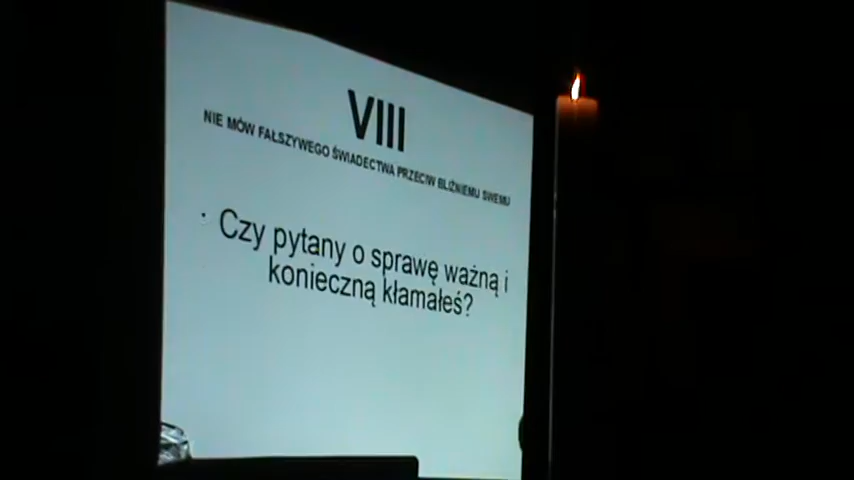 VIII
NIE MÓW FAŁSZYWEGO ŚWIADECTWA PRZECIW BLIŹNIEMU SWEMU
· Czy pytany o sprawę ważną i
konieczną kłamałeś?